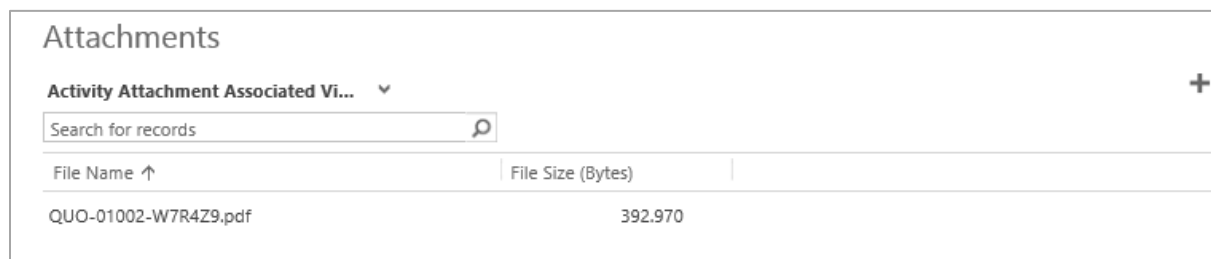 Attachments
Activity Attachment Associated Vi...
Search for records
File Name ↑ File Size (Bytes)
QUO-01002-W7R4Z9.pdf 392.970